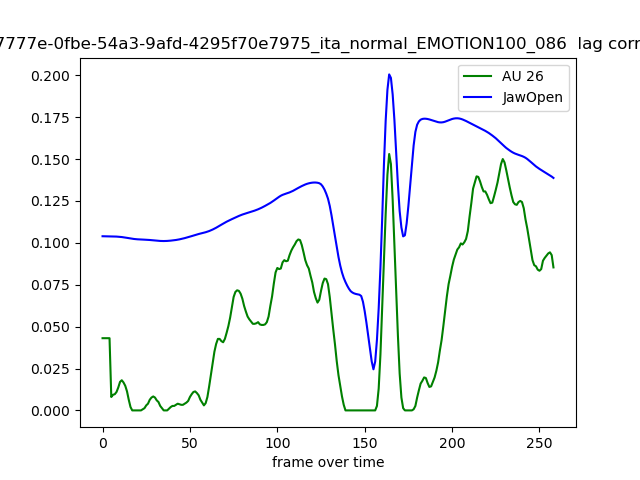 7777e-0fbe-54a3-9afd-4295f70e7975_ita_normal_EMOTION100_086 lag corr
AU 26
JawOpen
0.200
0.175
0.150
0.125
0.100
0.075
0.050
0.025
0.000
0 50 100 150 200 250
frame over time